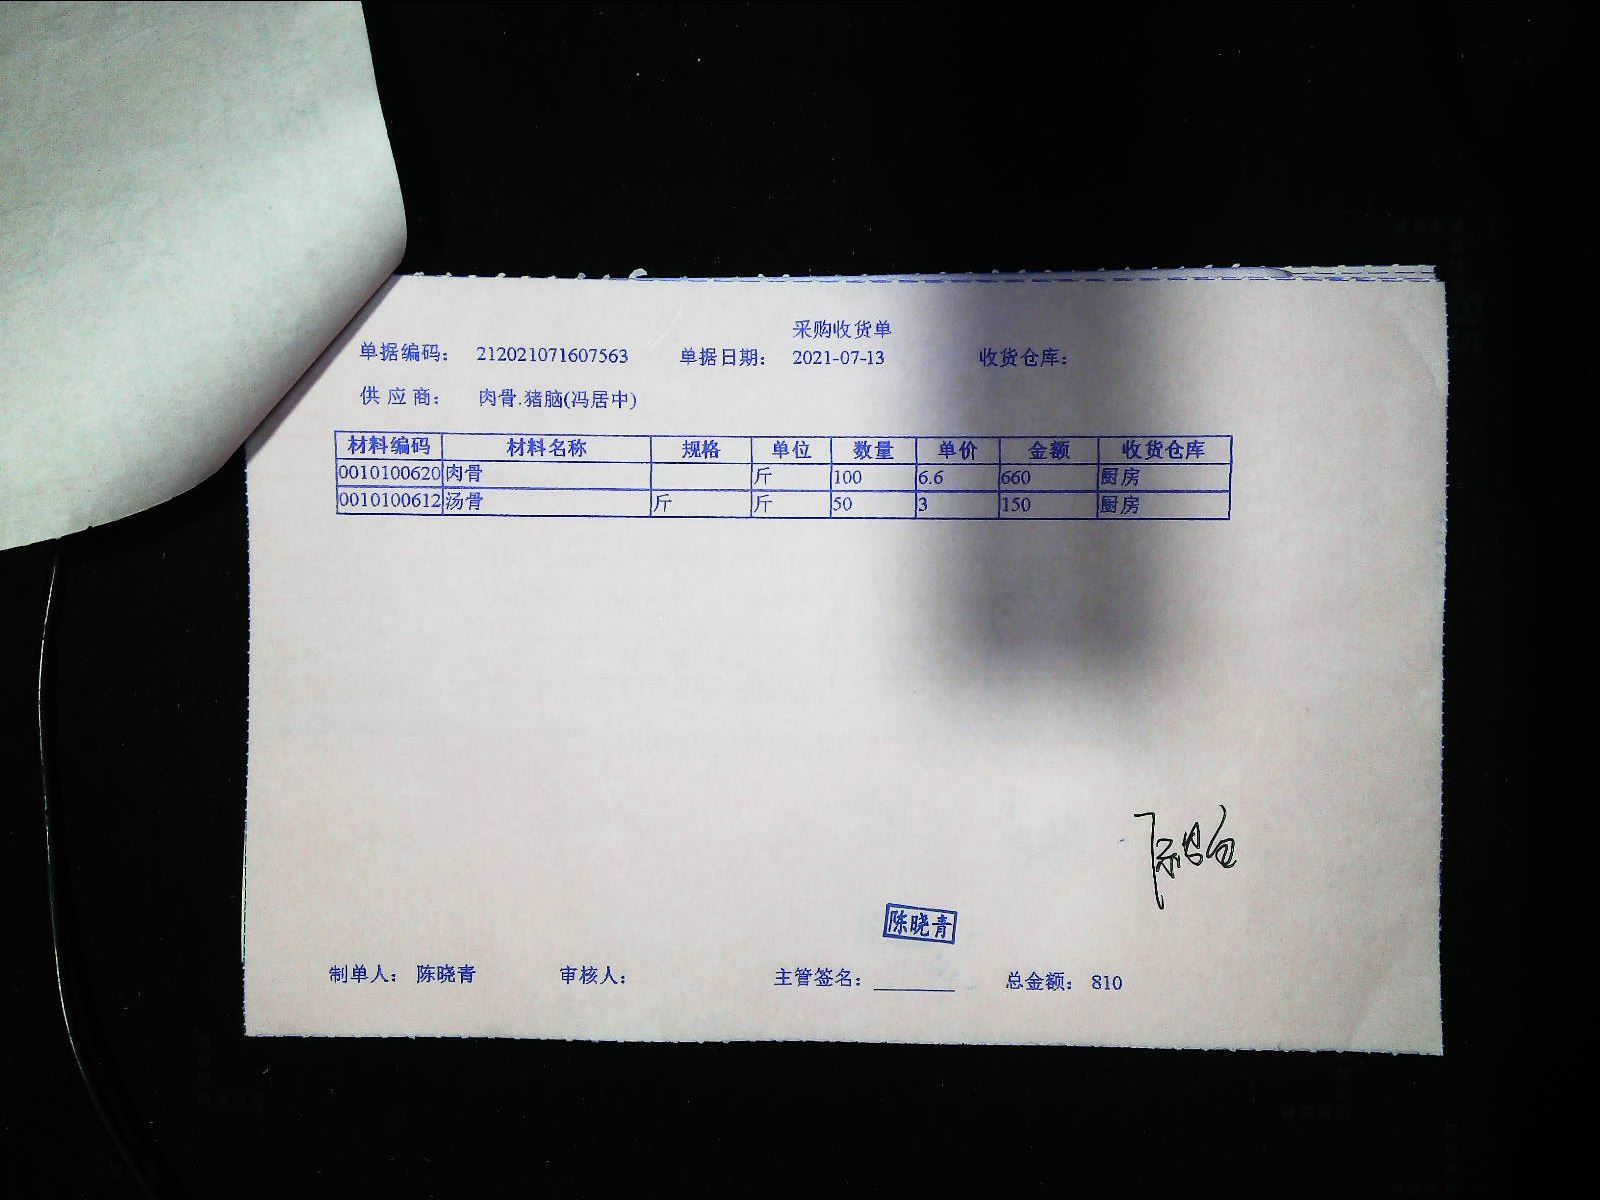 采购收货单
单据编码： 212021071607563 单据日期： 2021-07-13 收货仓库：
供 应 商： 肉骨.猪脑(冯居中)
材料编码 材料名称 规格 单位 数量 单价 金额 收货仓库
0010100620 肉骨 斤 100 6.6 660 厨房
0010100612 汤骨 斤 斤 50 3 150 厨房
陈晓青
制单人： 陈晓青 审核人： 主管签名： 总金额： 810